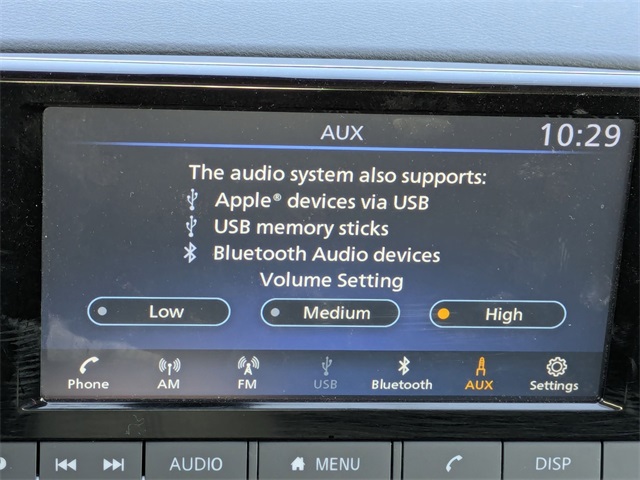 AUX 10:29
The audio system also supports:
Apple® devices via USB
USB memory sticks
Bluetooth Audio devices
Volume Setting
Low Medium High
Phone AM FM USB Bluetooth AUX Settings
AUDIO MENU DISP